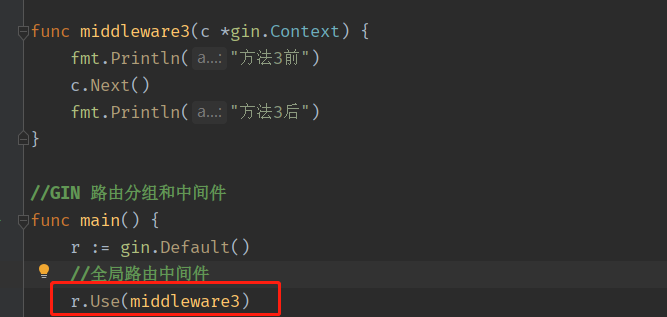 func middleware3(c *gin.Context) {
    fmt.Println( a...: "方法3前")
    c.Next()
    fmt.Println( a...: "方法3后")
}
//GIN 路由分组和中间件
func main() {
    r := gin.Default()
    //全局路由中间件
    r.Use(middleware3)